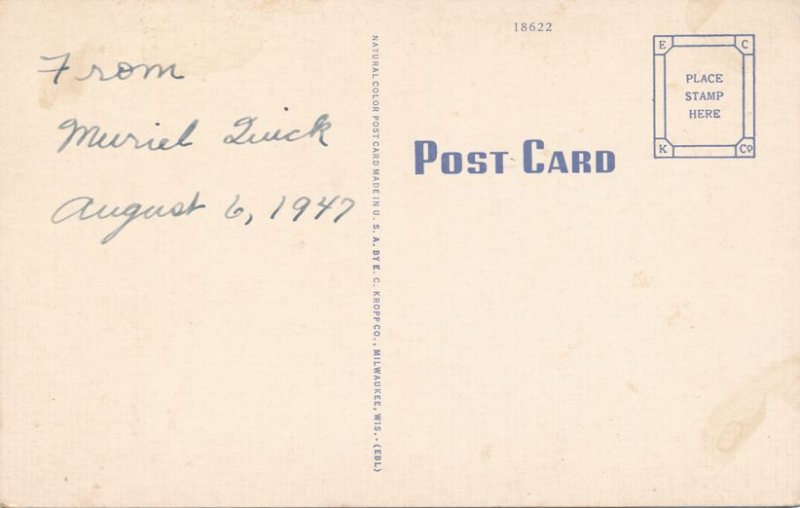 From
Muriel Quick
August 6, 1947
NATURAL COLOR POST CARD MADE IN U. S. A. BY E. C. KROPP CO., MILWAUKEE, WIS. - (EDL)
18622
POST CARD
E C
PLACE
STAMP
HERE
K Co